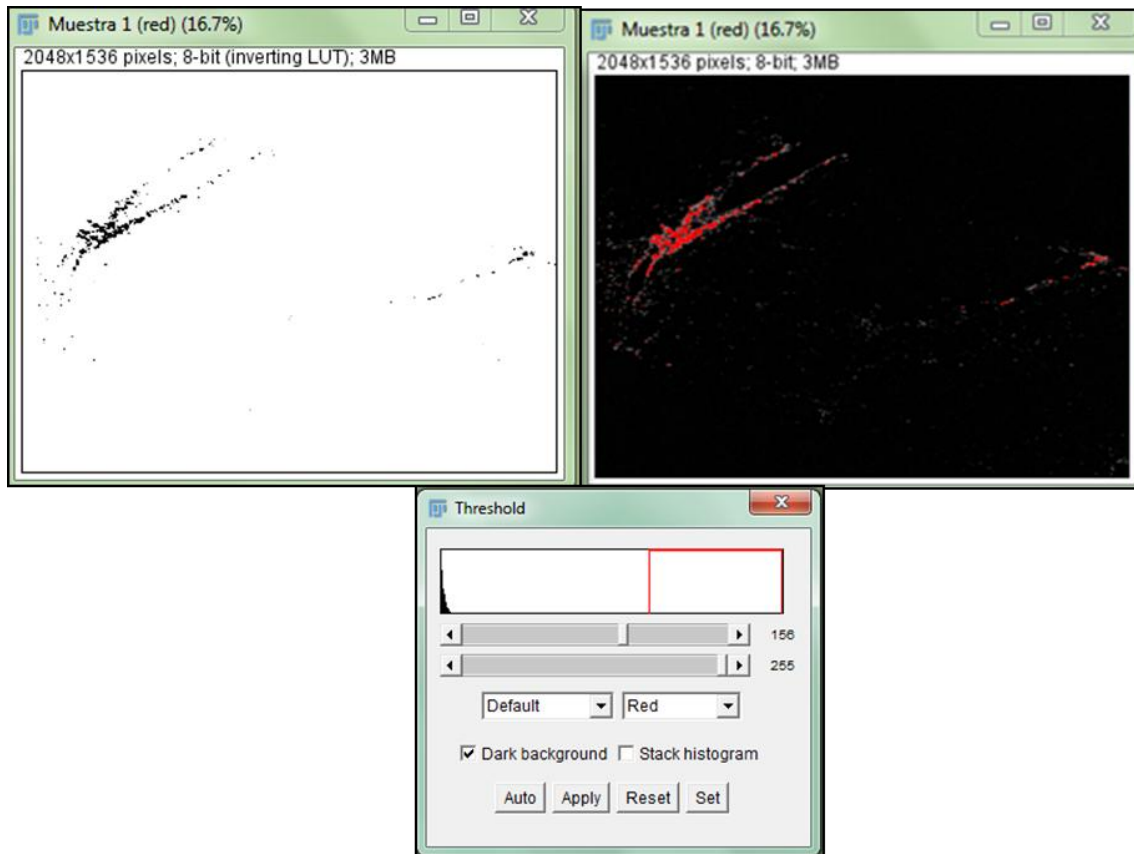 Muestra 1 (red) (16.7%)
2048x1536 pixels; 8-bit (inverting LUT); 3MB
Muestra 1 (red) (16.7%)
2048x1536 pixels; 8-bit; 3MB
Threshold
156
255
Default Red
Dark background Stack histogram
Auto Apply Reset Set